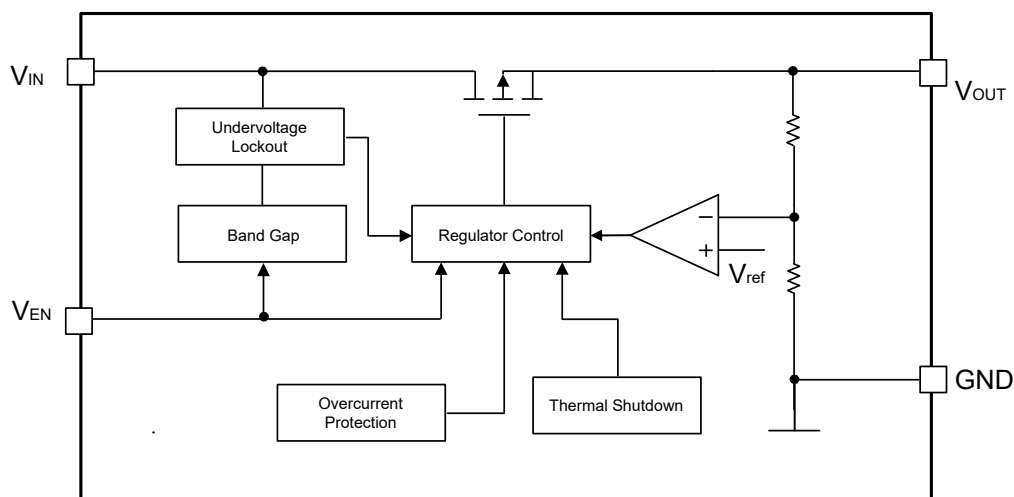 VIN
VOUT
Undervoltage
Lockout
Band Gap
Regulator Control
−
+
Vref
VEN
GND
Overcurrent
Protection
Thermal Shutdown